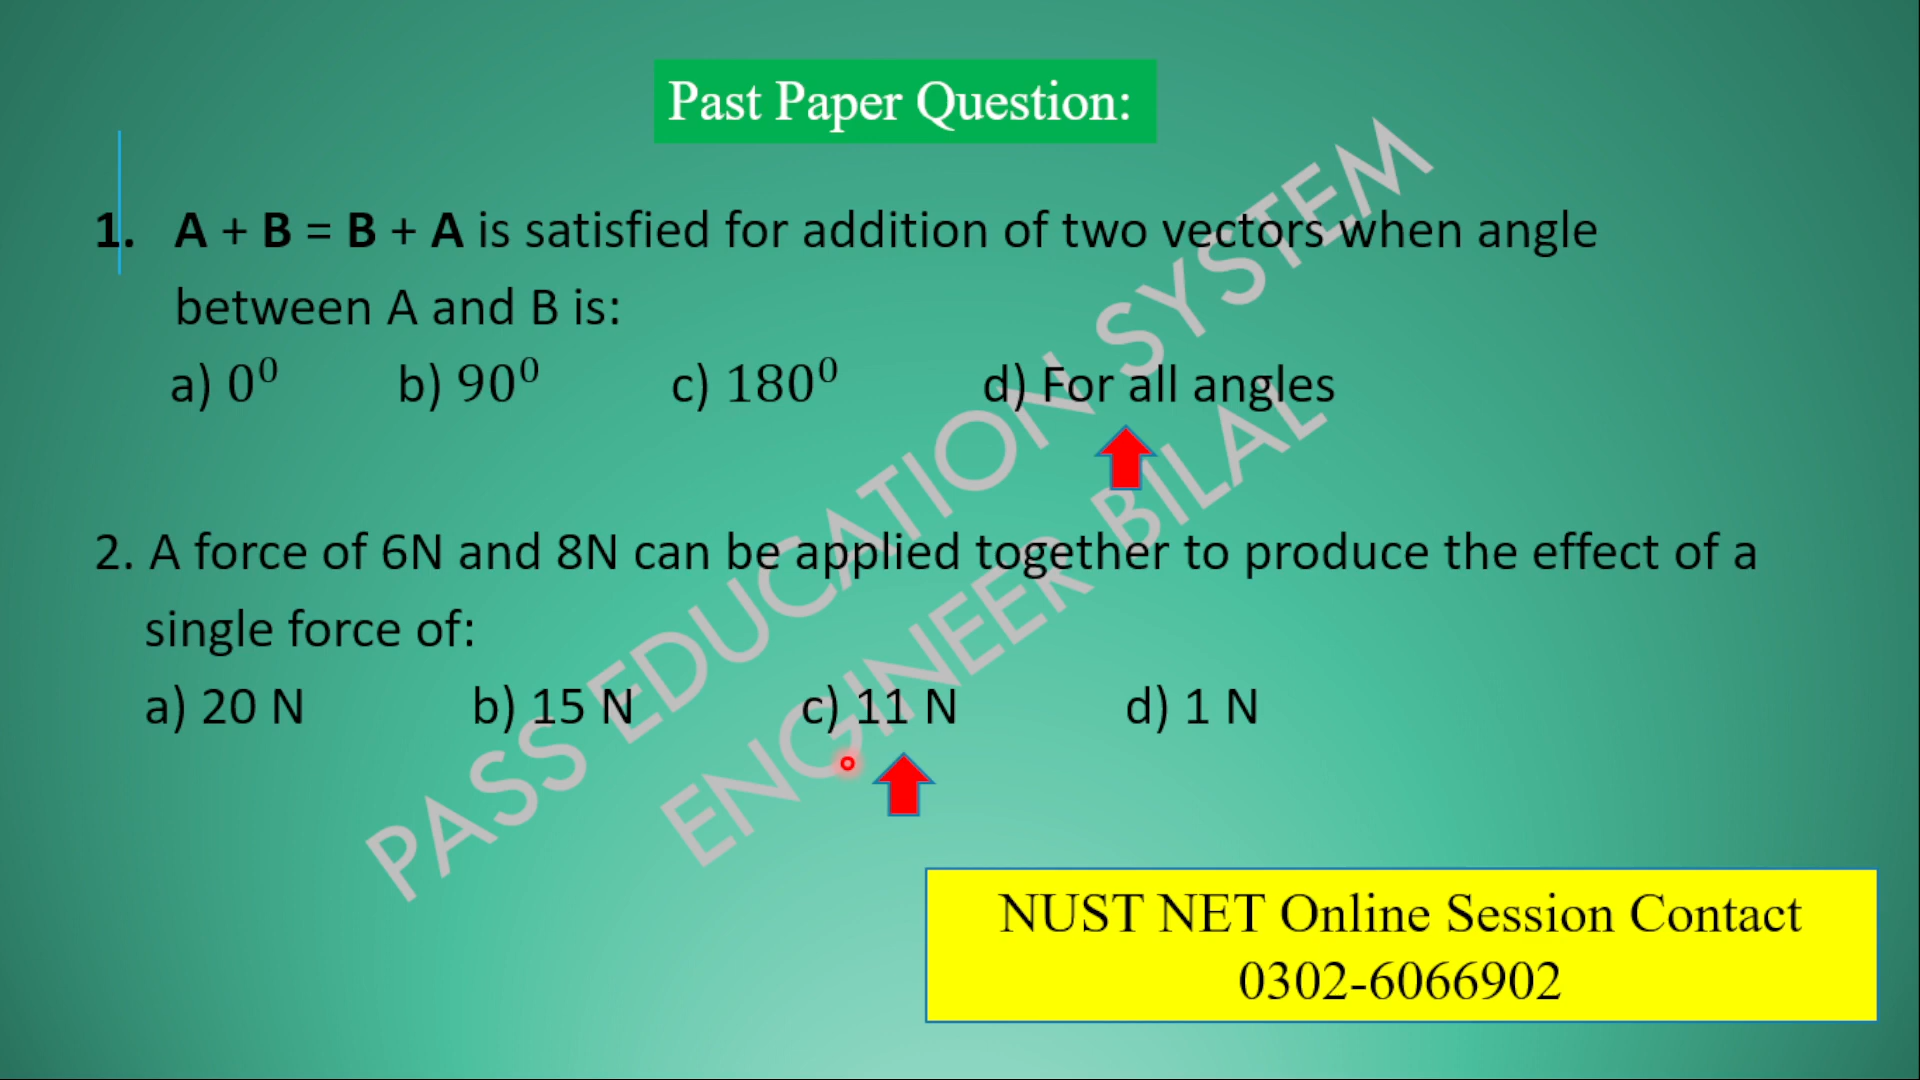 Past Paper Question:
1. A + B = B + A is satisfied for addition of two vectors when angle
between A and B is:
a) 0⁰ b) 90⁰ c) 180⁰ d) For all angles
2. A force of 6N and 8N can be applied together to produce the effect of a
single force of:
a) 20 N b) 15 N c) 11 N d) 1 N
PASS EDUCATION SYSTEM
ENGINEER BILAL
NUST NET Online Session Contact
0302-6066902